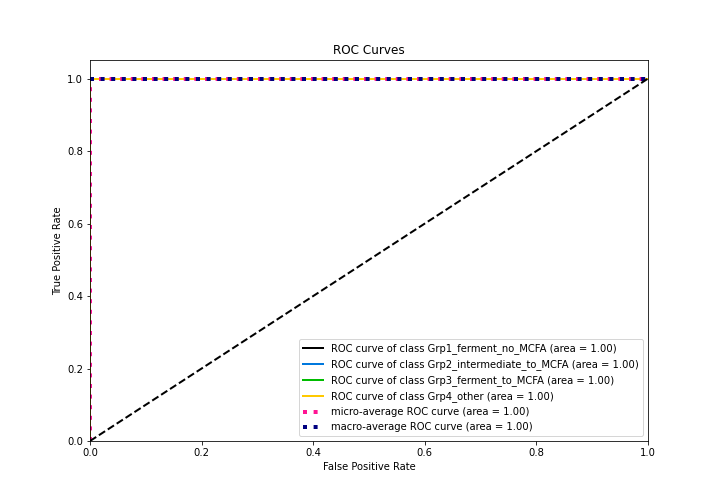 ROC Curves
True Positive Rate
1.0
0.8
0.6
0.4
0.2
0.0
ROC curve of class Grp1_ferment_no_MCFA (area = 1.00)
ROC curve of class Grp2_intermediate_to_MCFA (area = 1.00)
ROC curve of class Grp3_ferment_to_MCFA (area = 1.00)
ROC curve of class Grp4_other (area = 1.00)
micro-average ROC curve (area = 1.00)
macro-average ROC curve (area = 1.00)
0.0 0.2 0.4 0.6 0.8 1.0
False Positive Rate